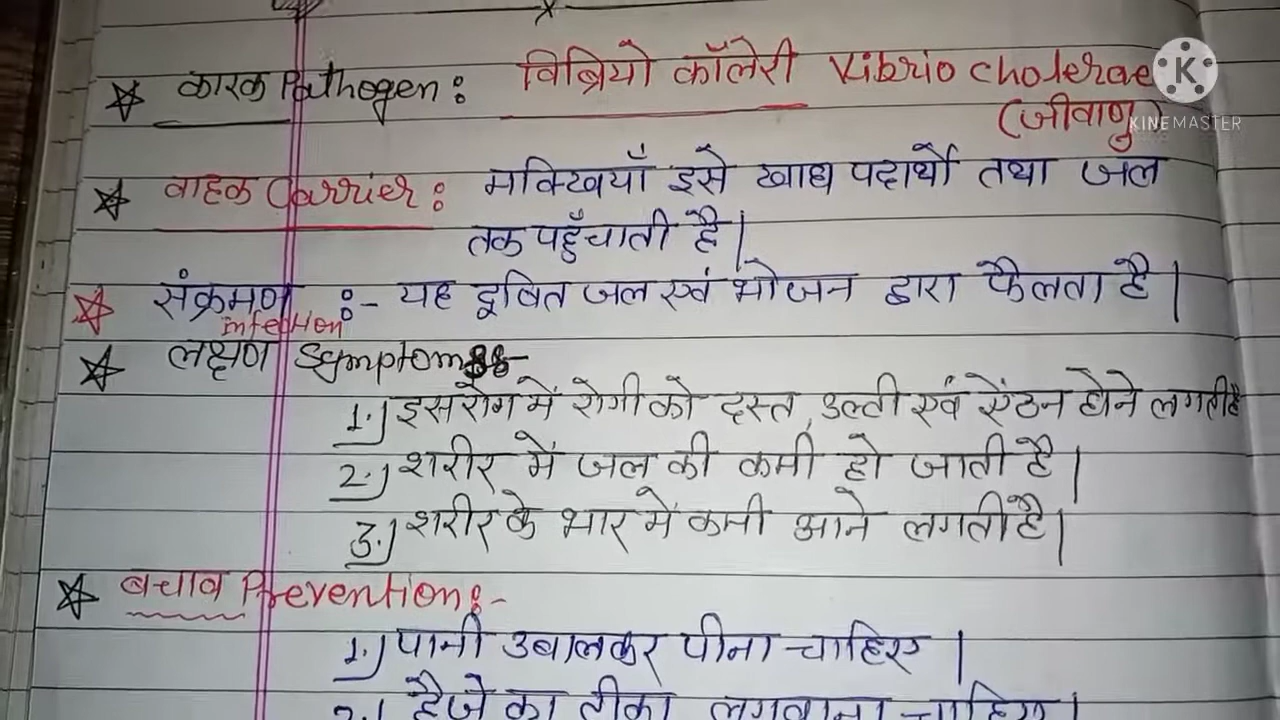 ☆ कारक Pathogen: विब्रियो कॉलेरी Vibrio Cholerae
(जीवाणु)
K
KINEMASTER
☆ वाहक Carrier: मक्खियाँ इसे खाद्य पदार्थो तथा जल
तक पहुँचाती है|
☆ संक्रमण :- यह दूषित जल एवं भोजन द्वारा फैलता है|
infection
☆ लक्षण Symptoms:-
1.) इस रोग में रोगी को दस्त, उल्टी एवं ऐंठन होने लगती है
2.) शरीर में जल की कमी हो जाती है|
3.) शरीर के भार में कमी आने लगती है|
☆ बचाव Prevention:-
1.) पानी उबालकर पीना चाहिए|
2.) हैजे का टीका लगवाना चाहिए|